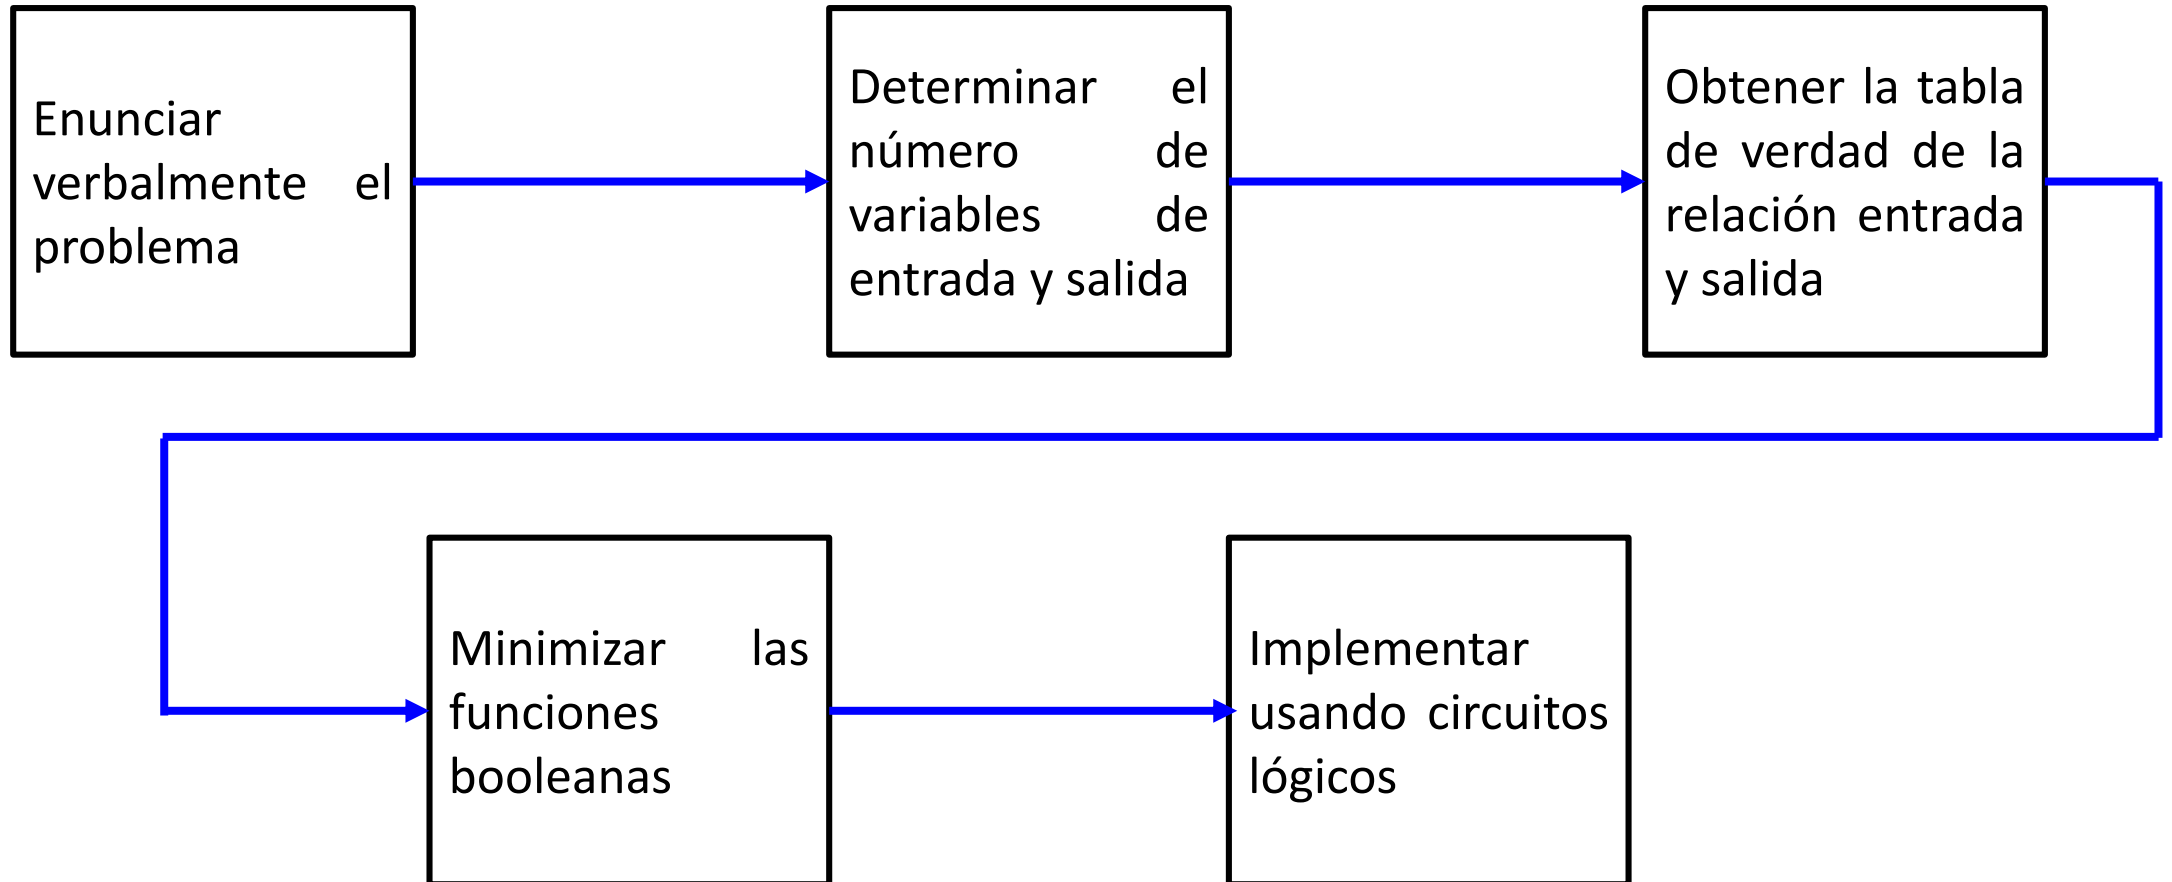 Enunciar
verbalmente el
problema
Determinar el
número de
variables de
entrada y salida
Obtener la tabla
de verdad de la
relación entrada
y salida
Minimizar las
funciones
booleanas
Implementar
usando circuitos
lógicos